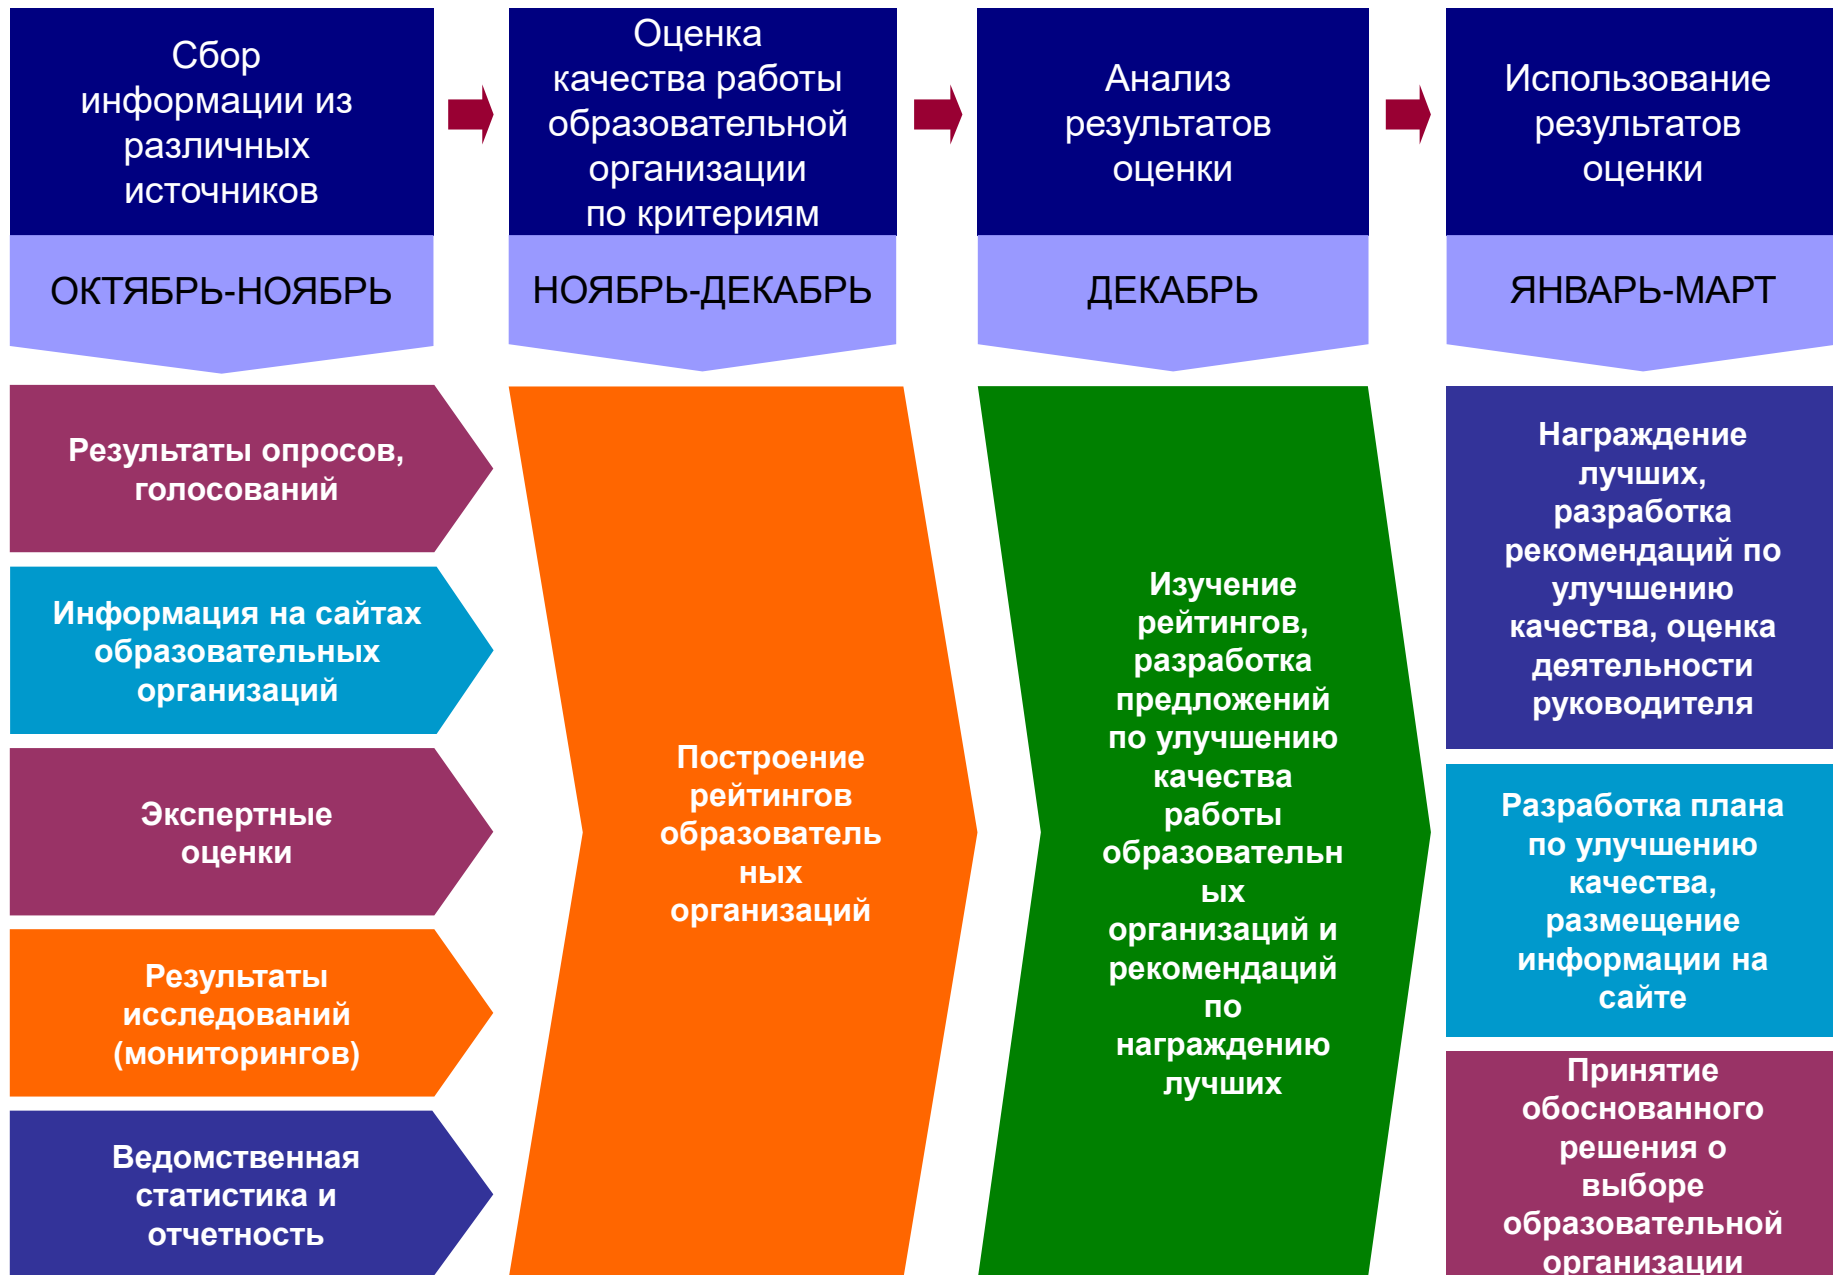 Сбор
информации из
различных
источников
Оценка
качества работы
образовательной
организации
по критериям
Анализ
результатов
оценки
Использование
результатов
оценки
ОКТЯБРЬ-НОЯБРЬ
НОЯБРЬ-ДЕКАБРЬ
ДЕКАБРЬ
ЯНВАРЬ-МАРТ
Результаты опросов,
голосований
Информация на сайтах
образовательных
организаций
Экспертные
оценки
Результаты
исследований
(мониторингов)
Ведомственная
статистика и
отчетность
Построение
рейтингов
образователь
ных
организаций
Изучение
рейтингов,
разработка
предложений
по улучшению
качества
работы
образовательн
ых
организаций и
рекомендаций
по
награждению
лучших
Награждение
лучших,
разработка
рекомендаций по
улучшению
качества, оценка
деятельности
руководителя
Разработка плана
по улучшению
качества,
размещение
информации на
сайте
Принятие
обоснованного
решения о
выборе
образовательной
организации